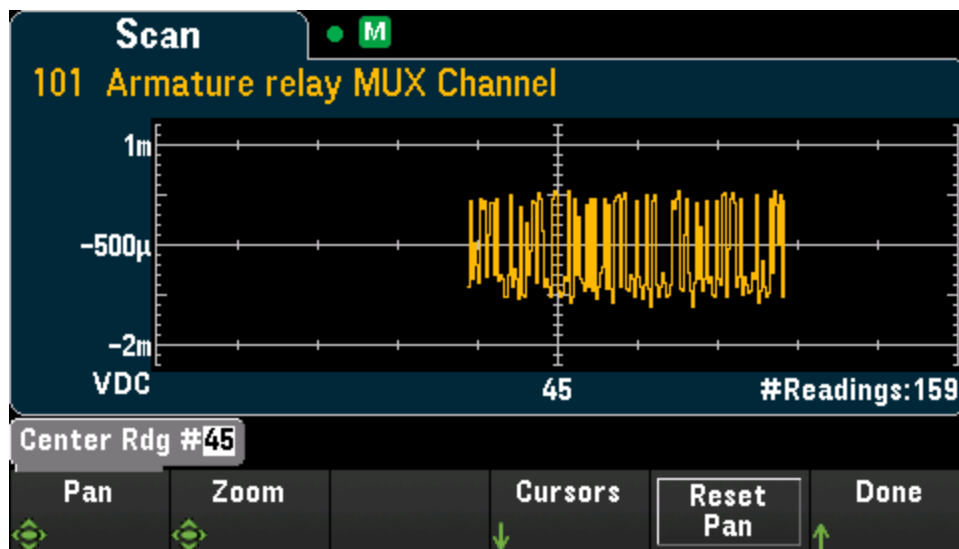 Scan M
101 Armature relay MUX Channel
1m
-500µ
-2m
VDC 45 #Readings:159
Center Rdg #45
Pan Zoom Cursors Reset Pan Done